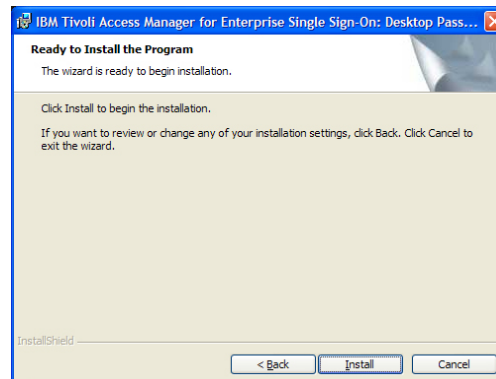 IBM Tivoli Access Manager for Enterprise Single Sign-On: Desktop Pass...
Ready to Install the Program
The wizard is ready to begin installation.
Click Install to begin the installation.
If you want to review or change any of your installation settings, click Back. Click Cancel to
exit the wizard.
InstallShield
< Back
Install
Cancel